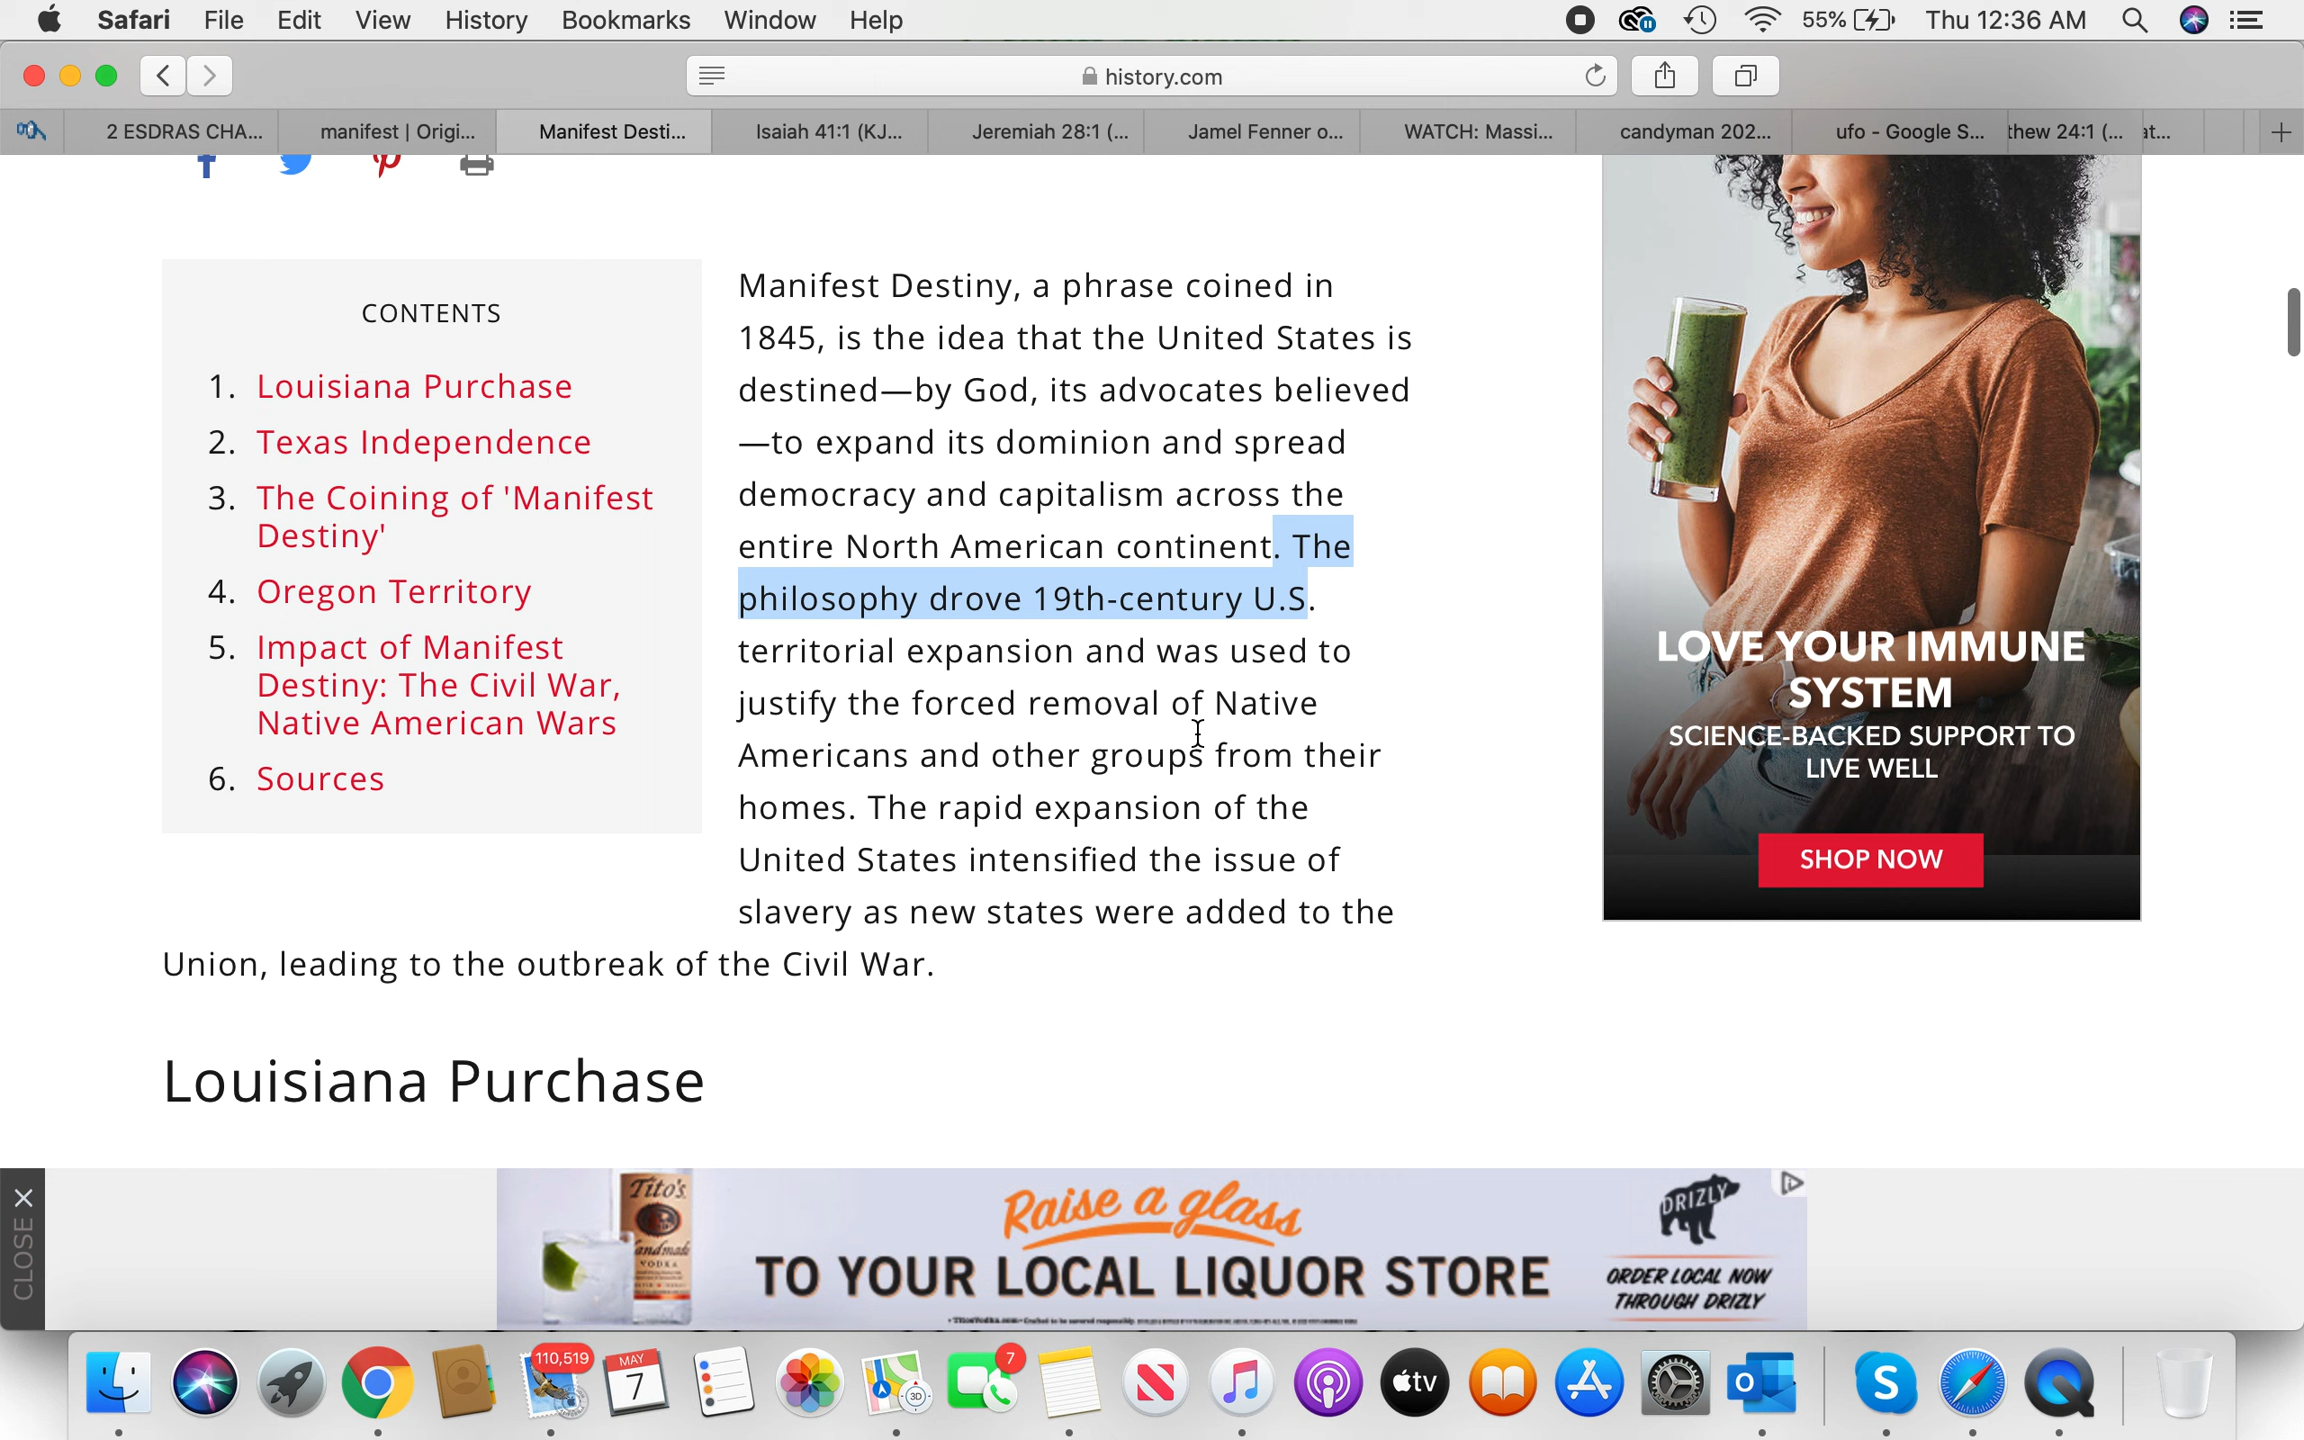 Safari File Edit View History Bookmarks Window Help
55% Thu 12:36 AM
history.com
2 ESDRAS CHA... manifest | Origi... Manifest Desti... Isaiah 41:1 (KJ... Jeremiah 28:1 (... Jamel Fenner o... WATCH: Massi... candyman 202... ufo - Google S... thew 24:1 (... at...
CONTENTS
1. Louisiana Purchase
2. Texas Independence
3. The Coining of 'Manifest
Destiny'
4. Oregon Territory
5. Impact of Manifest
Destiny: The Civil War,
Native American Wars
6. Sources
Manifest Destiny, a phrase coined in
1845, is the idea that the United States is
destined—by God, its advocates believed
—to expand its dominion and spread
democracy and capitalism across the
entire North American continent. The
philosophy drove 19th-century U.S.
territorial expansion and was used to
justify the forced removal of Native
Americans and other groups from their
homes. The rapid expansion of the
United States intensified the issue of
slavery as new states were added to the
Union, leading to the outbreak of the Civil War.
LOVE YOUR IMMUNE
SYSTEM
SCIENCE-BACKED SUPPORT TO
LIVE WELL
SHOP NOW
Louisiana Purchase
CLOSE
Tito's
Handmade
VODKA
Raise a glass
TO YOUR LOCAL LIQUOR STORE
DRIZLY
ORDER LOCAL NOW
THROUGH DRIZLY
110,519
MAY
7
3D
7
tv